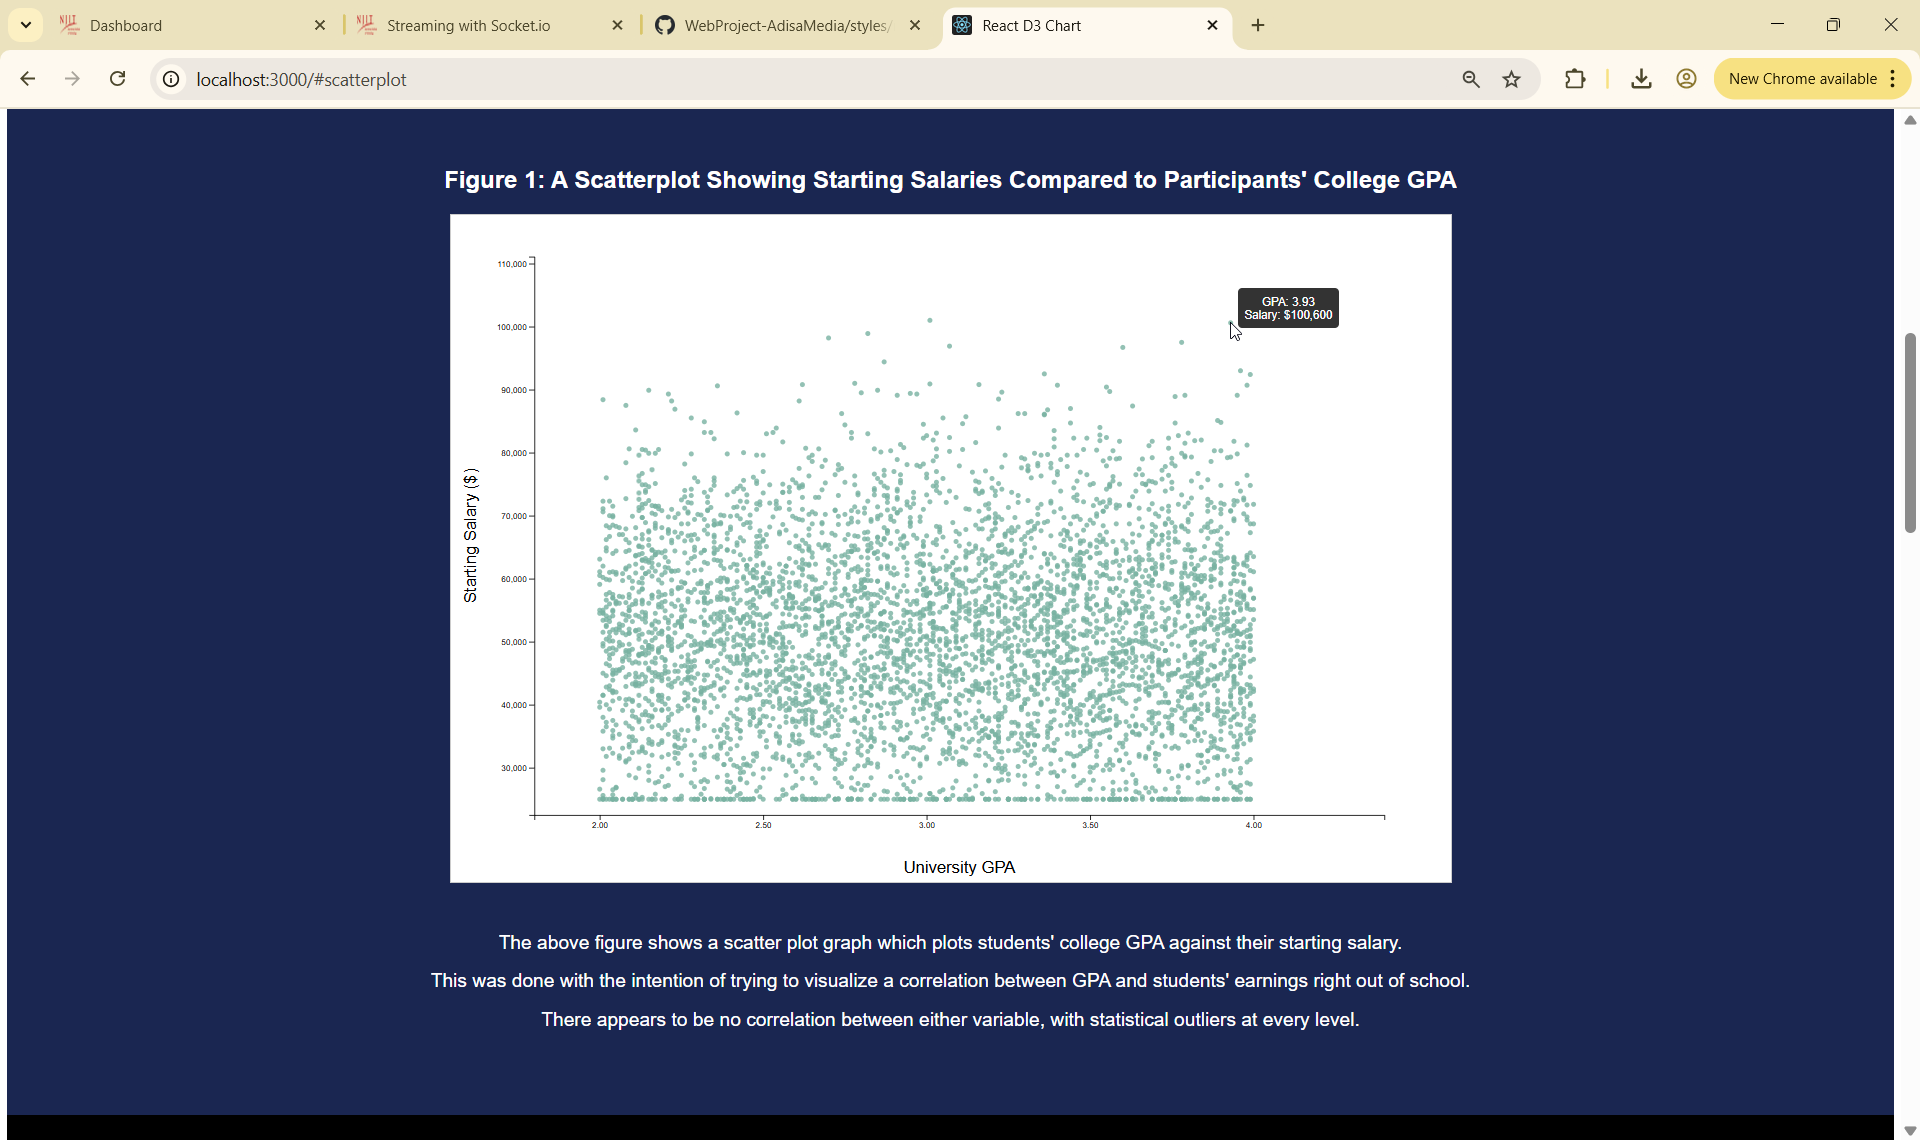 Dashboard
Streaming with Socket.io
WebProject-AdisaMedia/styles/
React D3 Chart
localhost:3000/#scatterplot
New Chrome available
Figure 1: A Scatterplot Showing Starting Salaries Compared to Participants' College GPA
110,000
GPA: 3.93
Salary: $100,600
100,000
90,000
80,000
70,000
60,000
50,000
40,000
30,000
Starting Salary ($)
2.00
2.50
3.00
3.50
4.00
University GPA
The above figure shows a scatter plot graph which plots students' college GPA against their starting salary.
This was done with the intention of trying to visualize a correlation between GPA and students' earnings right out of school.
There appears to be no correlation between either variable, with statistical outliers at every level.